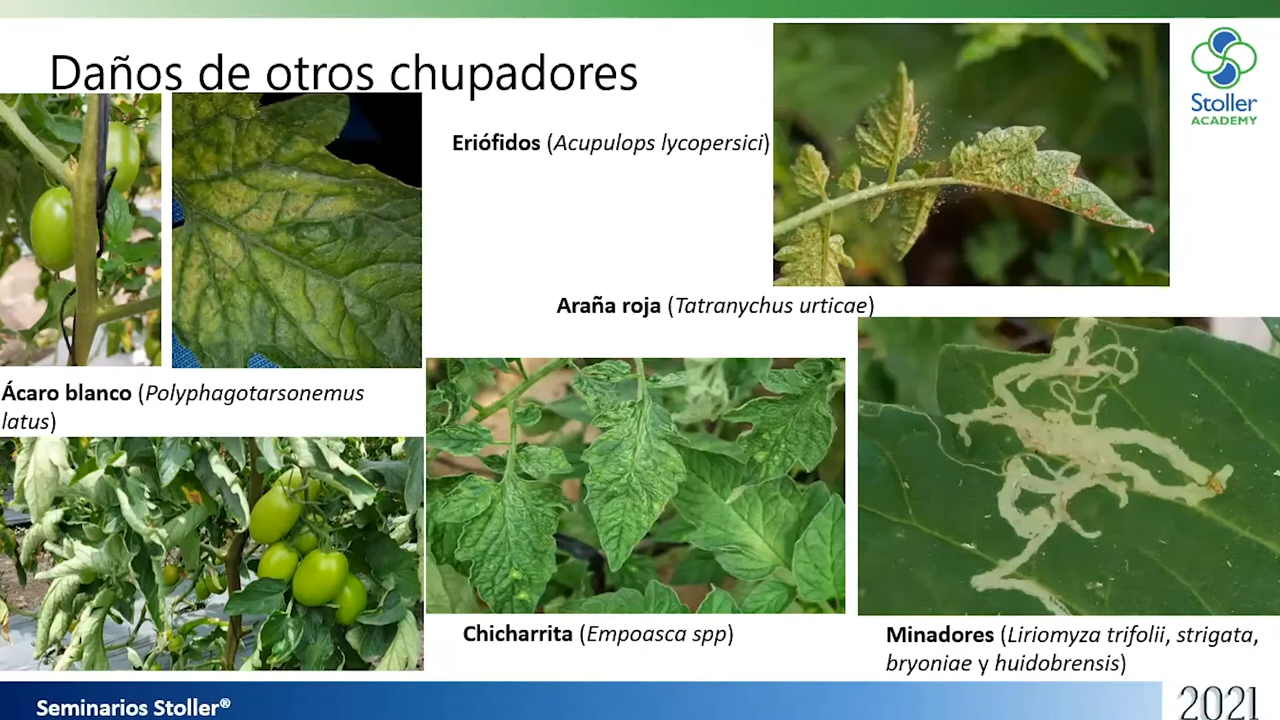 Daños de otros chupadores
Stoller
ACADEMY
Eriófidos (Acupulops lycopersici)
Araña roja (Tatranychus urticae)
Ácaro blanco (Polyphagotarsonemus
latus)
Chicharrita (Empoasca spp)
Minadores (Liriomyza trifolii, strigata,
bryoniae y huidobrensis)
Seminarios Stoller®
2021